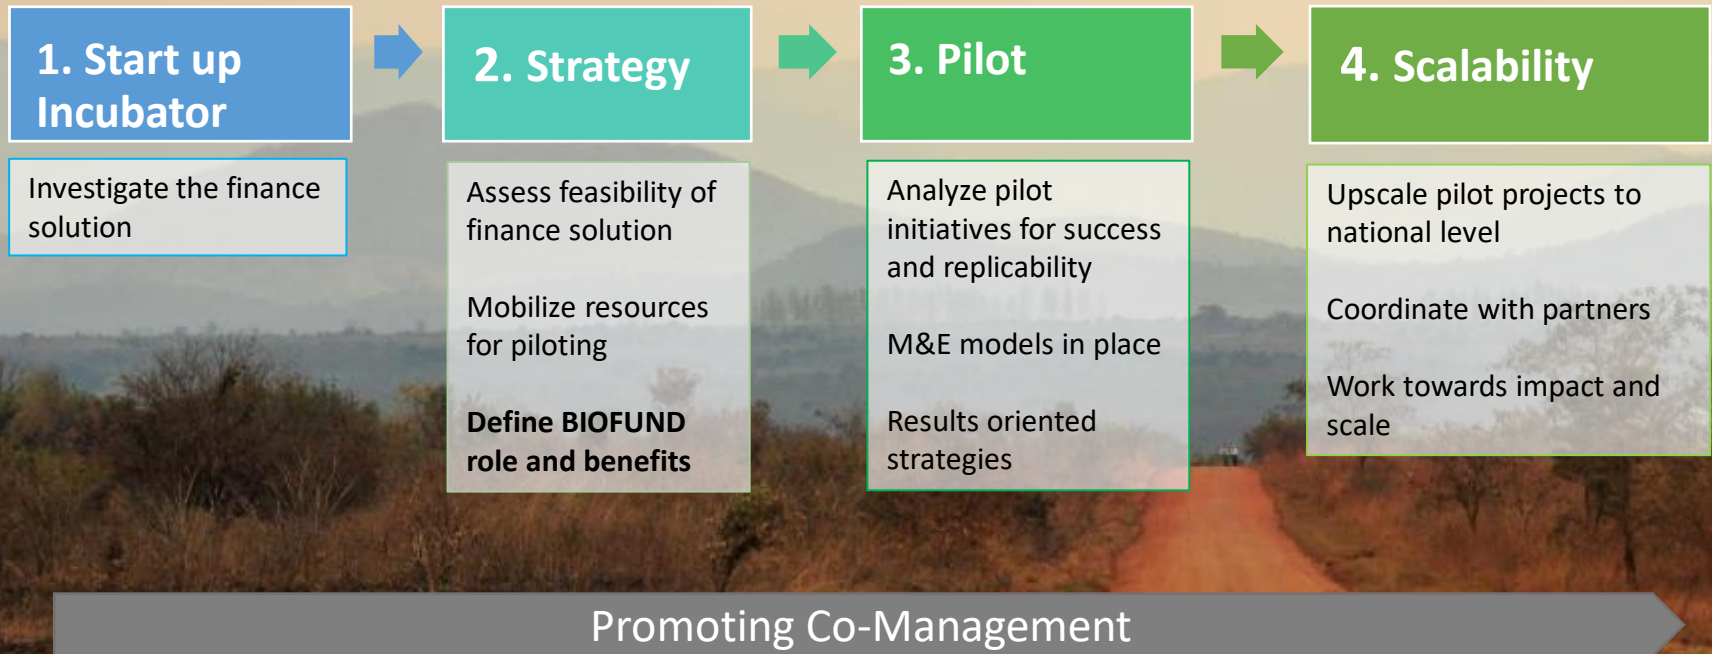 1. Start up
Incubator
Investigate the finance
solution
2. Strategy
Assess feasibility of
finance solution
Mobilize resources
for piloting
Define BIOFUND
role and benefits
3. Pilot
Analyze pilot
initiatives for success
and replicability
M&E models in place
Results oriented
strategies
4. Scalability
Upscale pilot projects to
national level
Coordinate with partners
Work towards impact and
scale
Promoting Co-Management